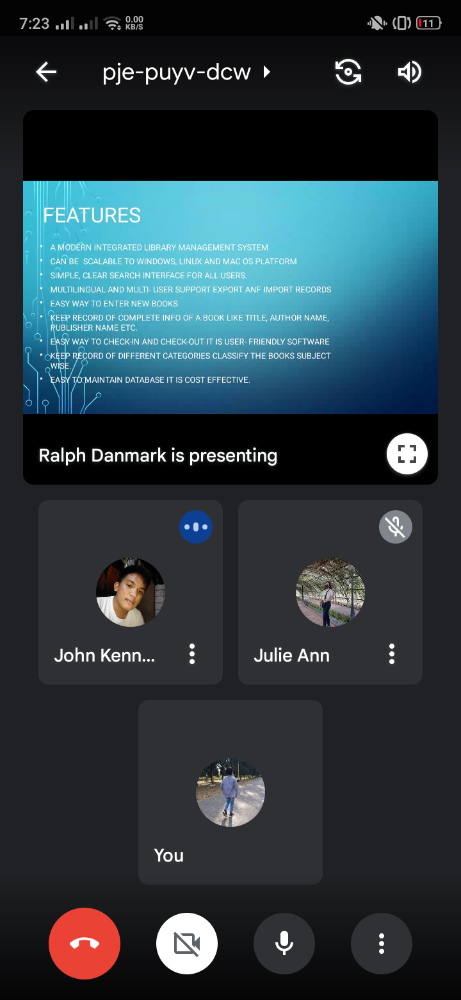 7:23 0.00 KB/S 11
pje-puyv-dcw
FEATURES
• A MODERN INTEGRATED LIBRARY MANAGEMENT SYSTEM
• CAN BE SCALABLE TO WINDOWS, LINUX AND MAC OS PLATFORM
• SIMPLE, CLEAR SEARCH INTERFACE FOR ALL USERS.
• MULTILINGUAL AND MULTI- USER SUPPORT EXPORT ANF IMPORT RECORDS
• EASY WAY TO ENTER NEW BOOKS
• KEEP RECORD OF COMPLETE INFO OF A BOOK LIKE TITLE, AUTHOR NAME,
PUBLISHER NAME ETC.
• EASY WAY TO CHECK-IN AND CHECK-OUT IT IS USER- FRIENDLY SOFTWARE
• KEEP RECORD OF DIFFERENT CATEGORIES CLASSIFY THE BOOKS SUBJECT
WISE.
• EASY TO MAINTAIN DATABASE IT IS COST EFFECTIVE.
Ralph Danmark is presenting
John Kenn...
Julie Ann
You